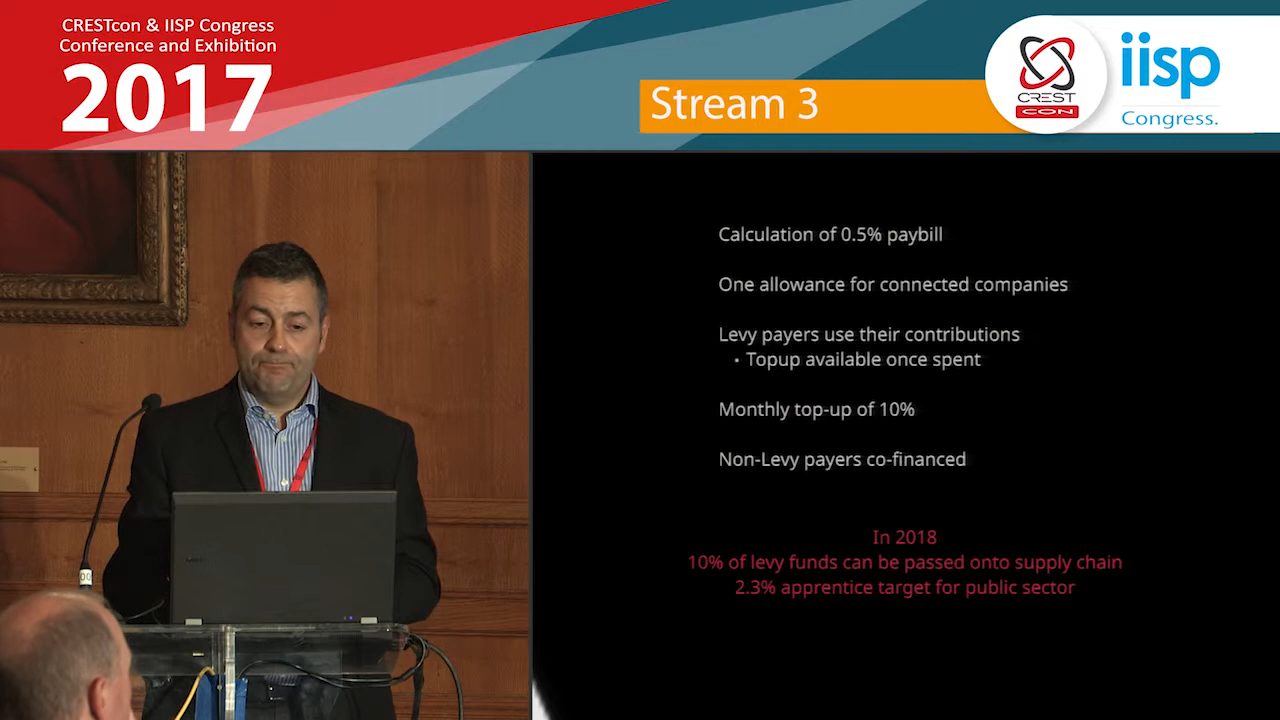 CRESTcon & IISP Congress
Conference and Exhibition
2017
Stream 3
CREST
CON
iisp
Congress.
Calculation of 0.5% paybill
One allowance for connected companies
Levy payers use their contributions
• Topup available once spent
Monthly top-up of 10%
Non-Levy payers co-financed
In 2018
10% of levy funds can be passed onto supply chain
2.3% apprentice target for public sector